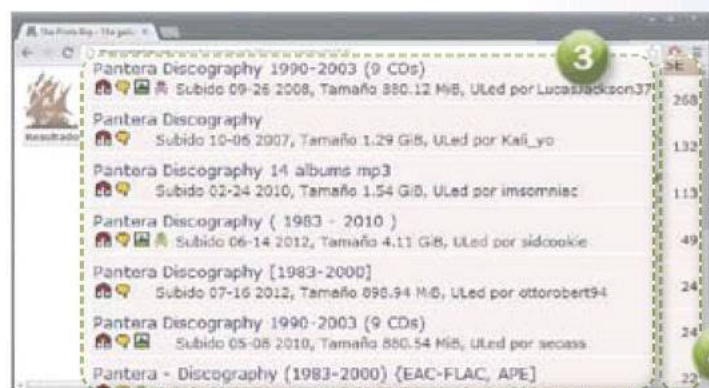 The Pirate Bay - The gala
Resultado
SE
3
Pantera Discography 1990-2003 (9 CDs)
Subido 09-26 2008, Tamaño 880.12 MiB, ULed por LucasJackson37
268
Pantera Discography
Subido 10-06 2007, Tamaño 1.29 GiB, ULed por Kali_yo
132
Pantera Discography 14 albums mp3
Subido 02-24 2010, Tamaño 1.54 GiB, ULed por imsomniac
113
Pantera Discography ( 1983 - 2010 )
Subido 06-14 2012, Tamaño 4.11 GiB, ULed por sidcookie
49
Pantera Discography [1983-2000]
Subido 07-16 2012, Tamaño 898.94 MiB, ULed por ottorobert94
24
Pantera Discography 1990-2003 (9 CDs)
Subido 05-08 2010, Tamaño 880.54 MiB, ULed por secass
24
Pantera - Discography (1983-2000) {EAC-FLAC, APE]
22